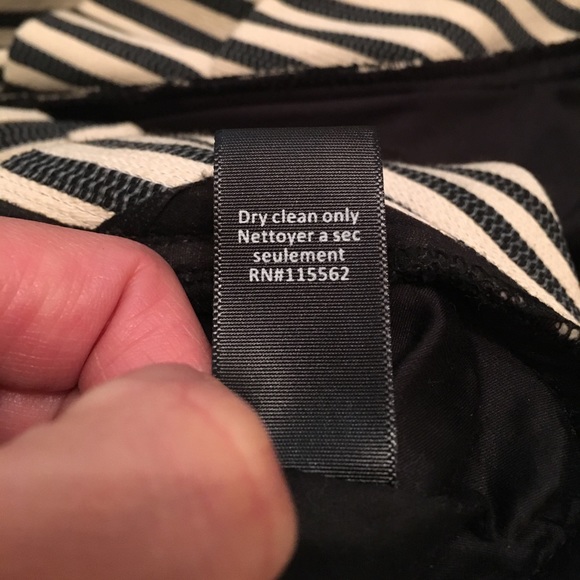 Dry clean only
Nettoyer a sec
seulement
RN#115562